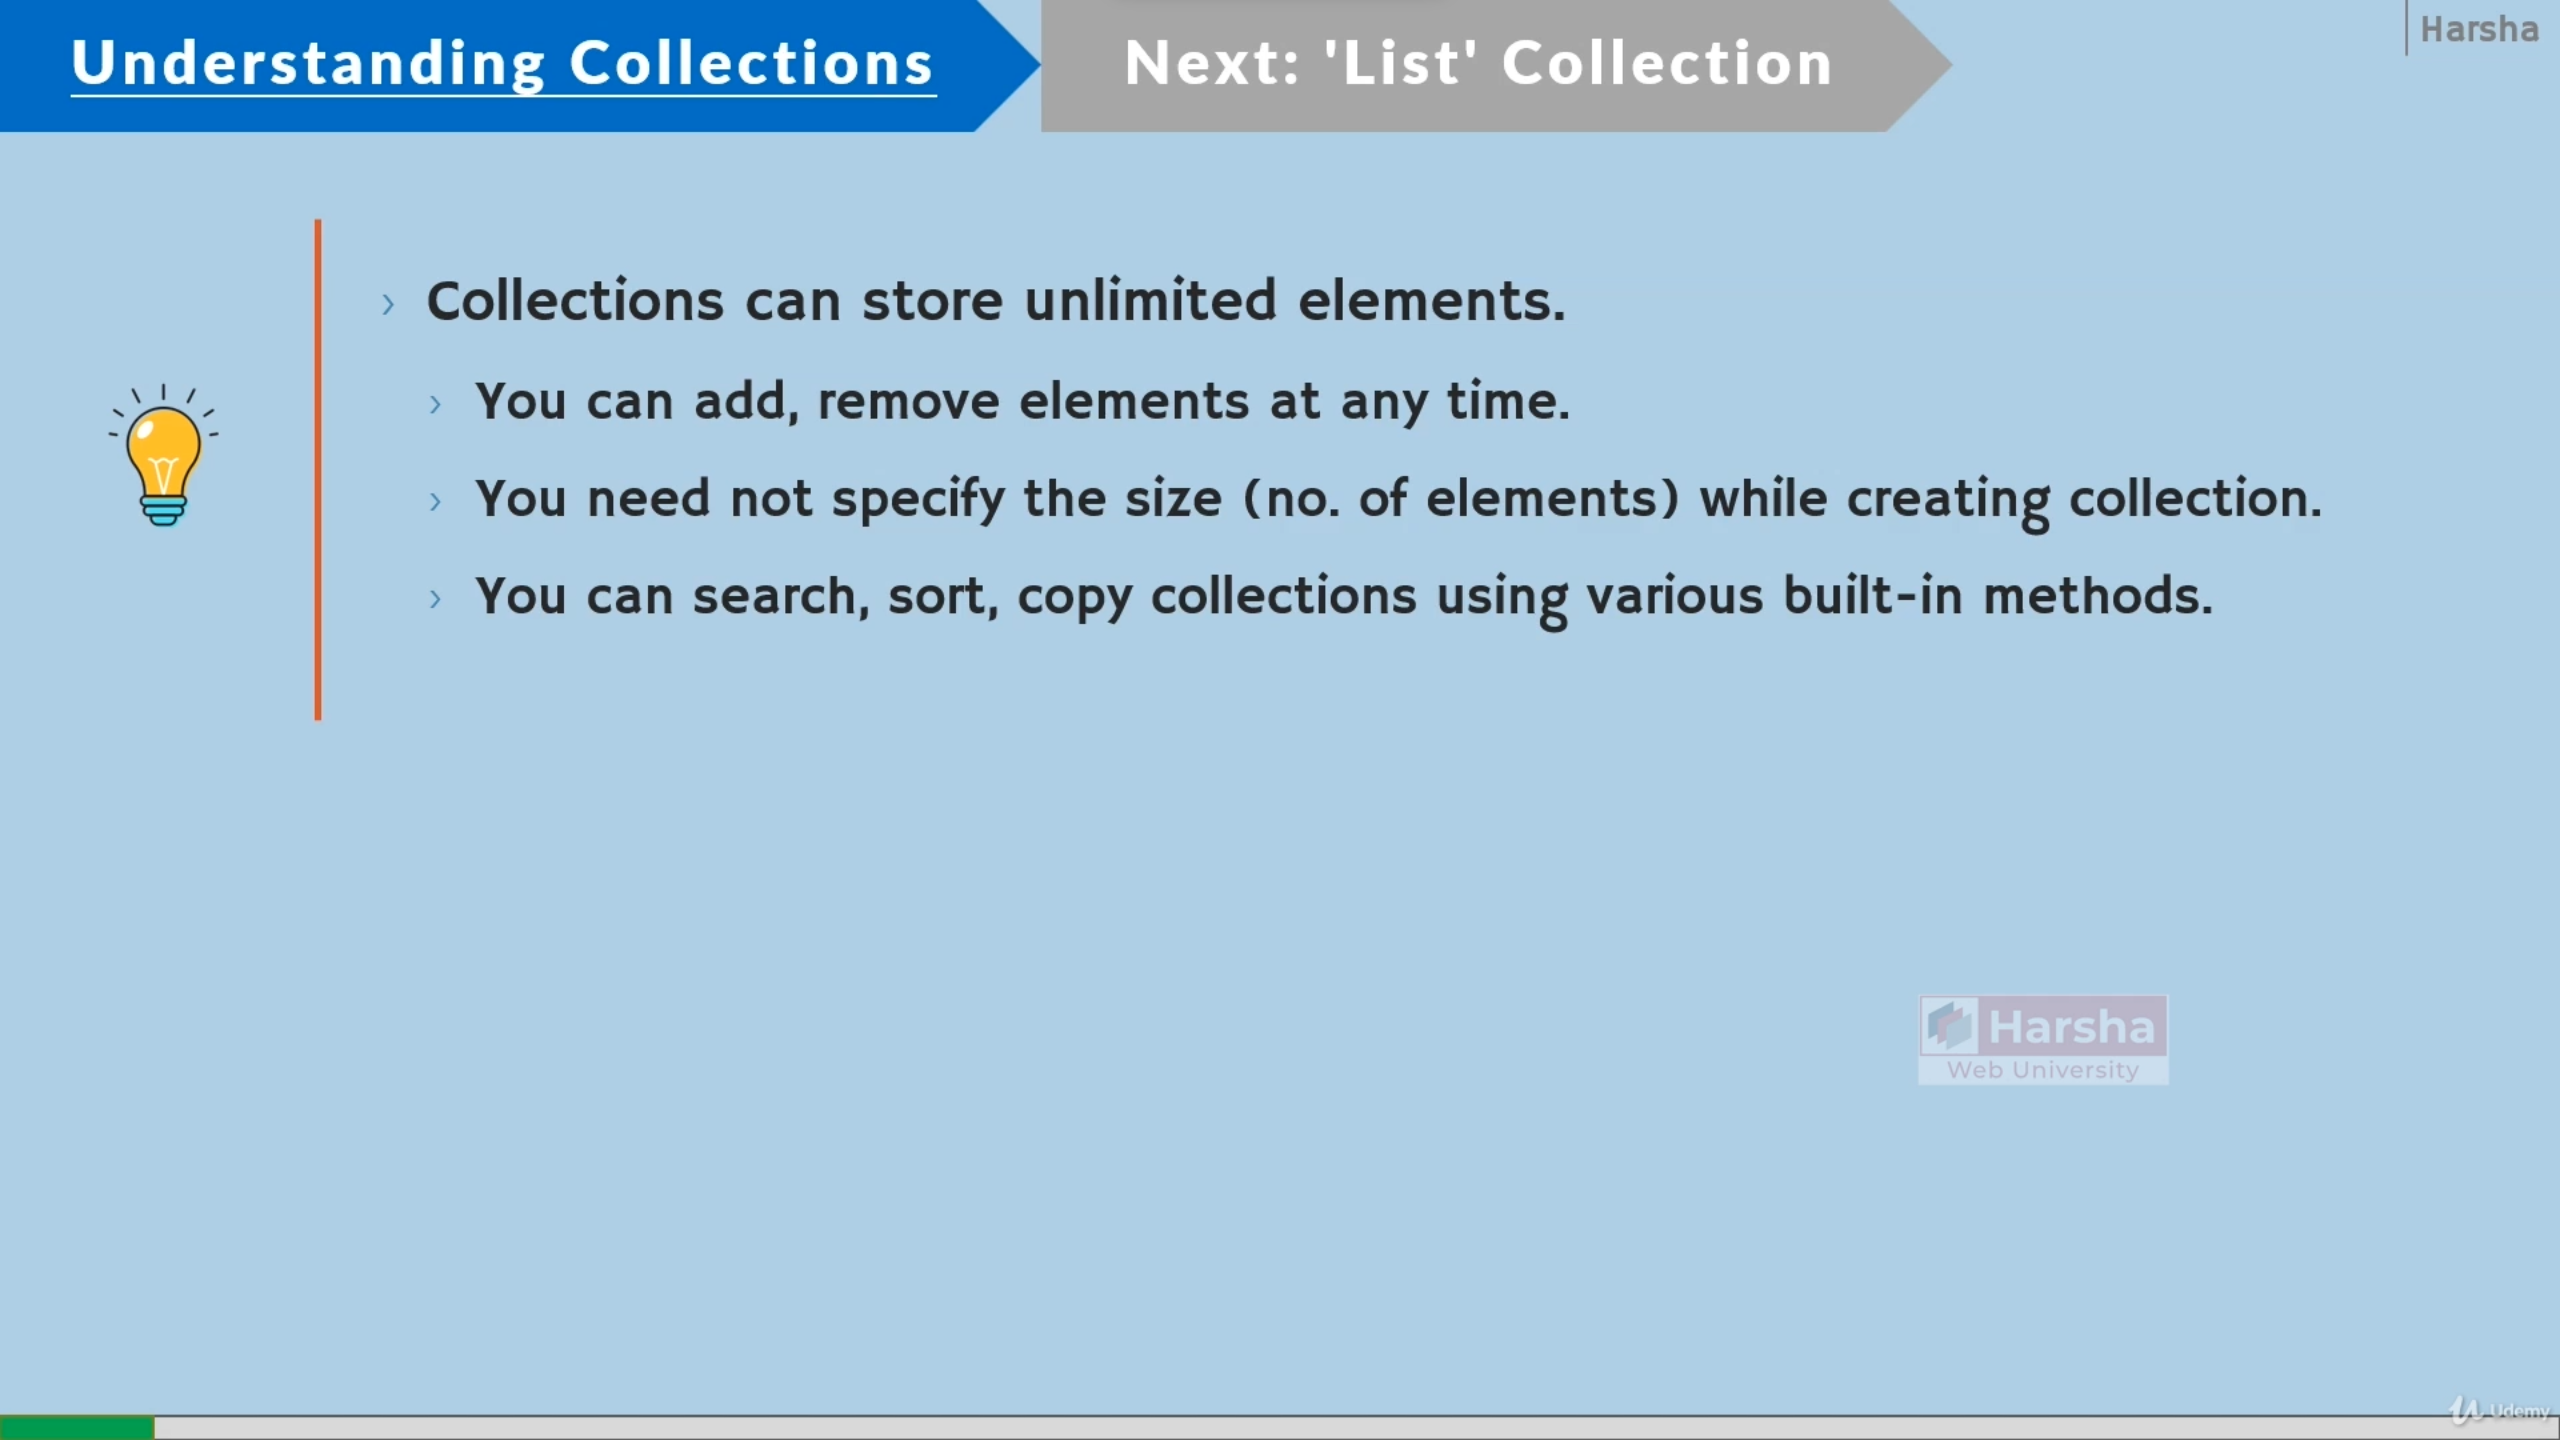 Understanding Collections
Next: 'List' Collection
Harsha
› Collections can store unlimited elements.
› You can add, remove elements at any time.
› You need not specify the size (no. of elements) while creating collection.
› You can search, sort, copy collections using various built-in methods.
Harsha
Web University
Udemy